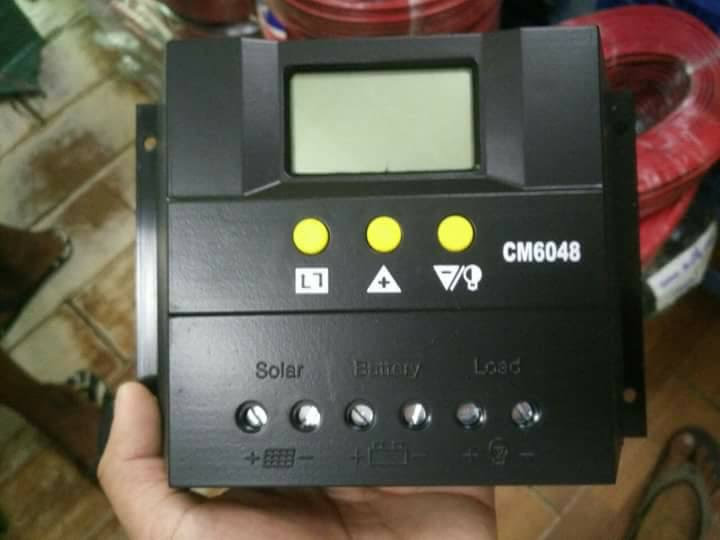 CM6048
Solar Battery Load
+ - + - + -